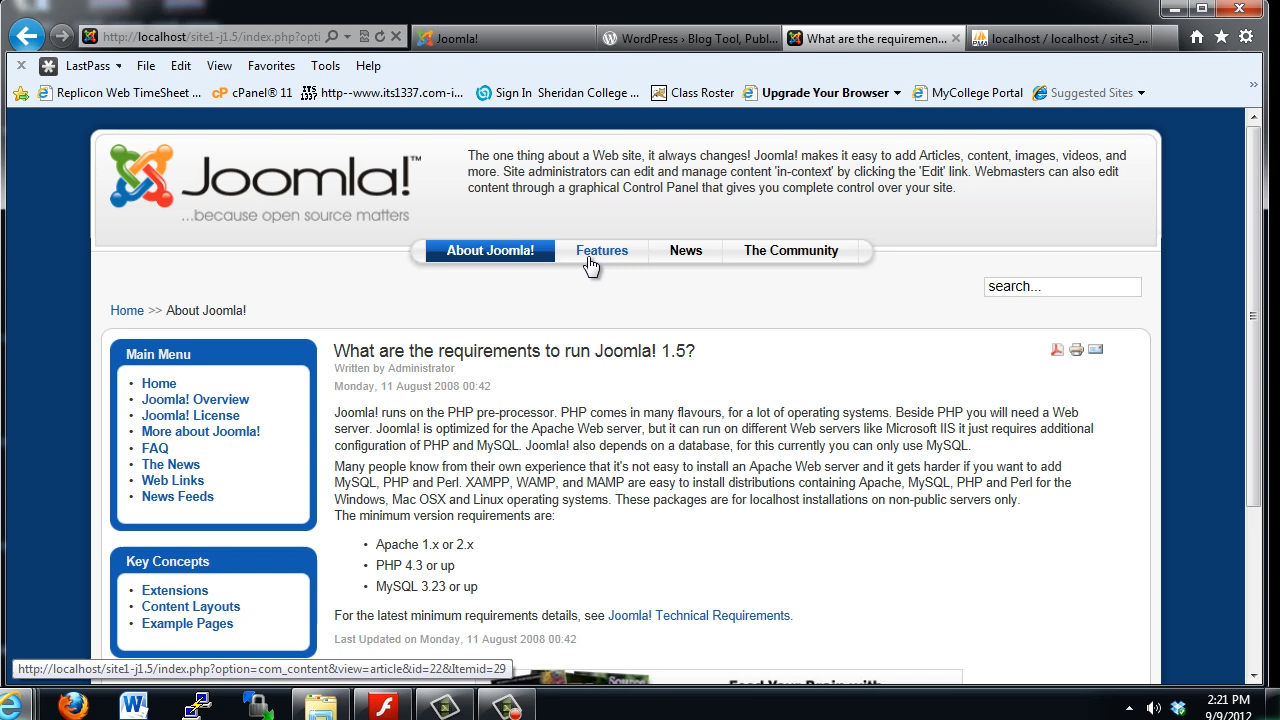 http://localhost/site1-j1.5/index.php?opti
Joomla!
WordPress › Blog Tool, Publ...
What are the requiremen...
localhost / localhost / site3_...
LastPass File Edit View Favorites Tools Help
Replicon Web TimeSheet ...
cPanel® 11
http--www.its1337.com-i...
Sign In Sheridan College ...
Class Roster
Upgrade Your Browser
MyCollege Portal
Suggested Sites
Joomla!™
...because open source matters
The one thing about a Web site, it always changes! Joomla! makes it easy to add Articles, content, images, videos, and
more. Site administrators can edit and manage content 'in-context' by clicking the 'Edit' link. Webmasters can also edit
content through a graphical Control Panel that gives you complete control over your site.
About Joomla! Features News The Community
search...
Home >> About Joomla!
Main Menu
Home
Joomla! Overview
Joomla! License
More about Joomla!
FAQ
The News
Web Links
News Feeds
Key Concepts
Extensions
Content Layouts
Example Pages
What are the requirements to run Joomla! 1.5?
Written by Administrator
Monday, 11 August 2008 00:42
Joomla! runs on the PHP pre-processor. PHP comes in many flavours, for a lot of operating systems. Beside PHP you will need a Web
server. Joomla! is optimized for the Apache Web server, but it can run on different Web servers like Microsoft IIS it just requires additional
configuration of PHP and MySQL. Joomla! also depends on a database, for this currently you can only use MySQL.
Many people know from their own experience that it's not easy to install an Apache Web server and it gets harder if you want to add
MySQL, PHP and Perl. XAMPP, WAMP, and MAMP are easy to install distributions containing Apache, MySQL, PHP and Perl for the
Windows, Mac OSX and Linux operating systems. These packages are for localhost installations on non-public servers only.
The minimum version requirements are:
• Apache 1.x or 2.x
• PHP 4.3 or up
• MySQL 3.23 or up
For the latest minimum requirements details, see Joomla! Technical Requirements.
Last Updated on Monday, 11 August 2008 00:42
http://localhost/site1-j1.5/index.php?option=com_content&view=article&id=22&Itemid=29
Feed Your Brain with
2:21 PM
9/9/2012